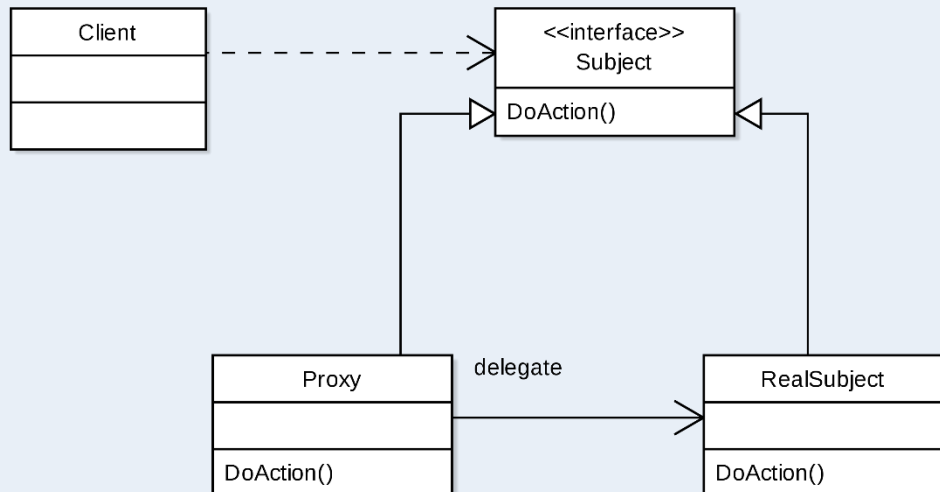 Client
<<interface>>
Subject
DoAction()
delegate
Proxy
RealSubject
DoAction()
DoAction()